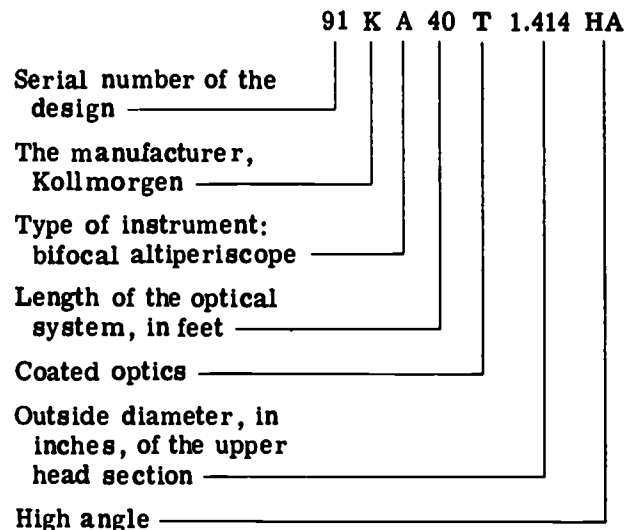 91 K A 40 T 1.414 HA
Serial number of the
design
The manufacturer,
Kollmorgen
Type of instrument:
bifocal altiperiscope
Length of the optical
system, in feet
Coated optics
Outside diameter, in
inches, of the upper
head section
High angle